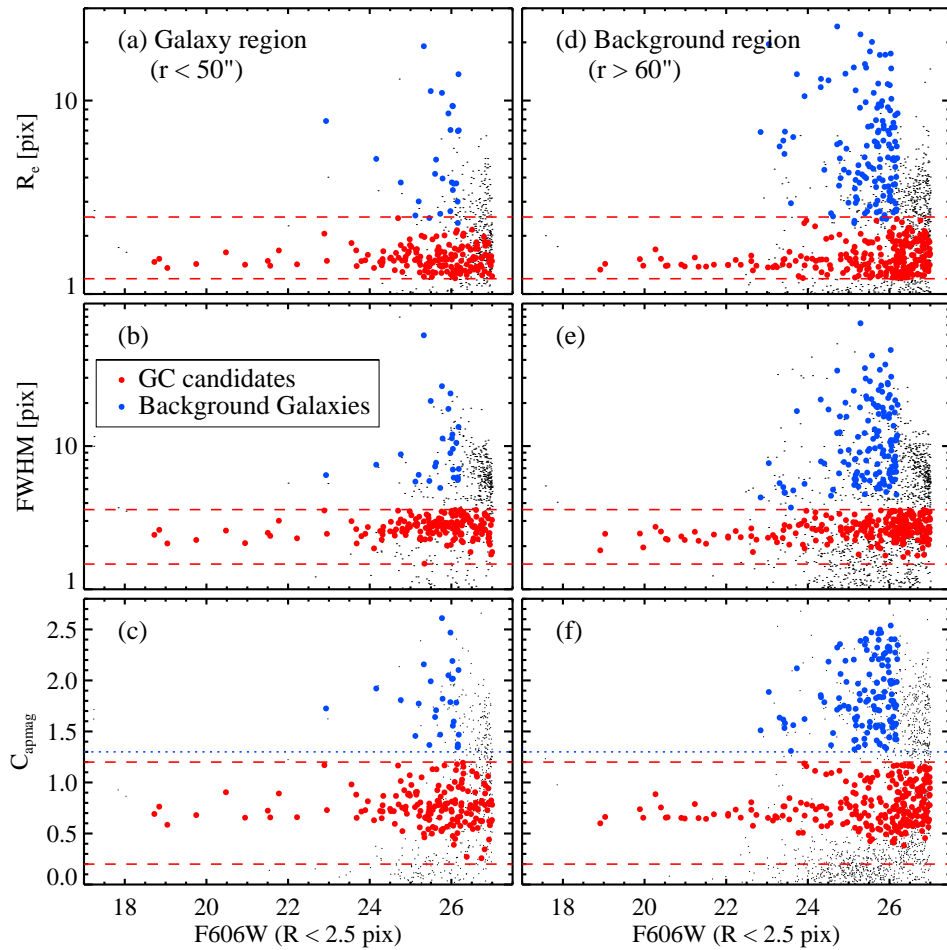 (a) Galaxy region
(r < 50")
(d) Background region
(r > 60")
10
1
R_e [pix]
(b)
(e)
GC candidates
Background Galaxies
10
1
FWHM [pix]
(c)
(f)
2.5
2.0
1.5
1.0
0.5
0.0
C_apmag
18 20 22 24 26
18 20 22 24 26
F606W (R < 2.5 pix)
F606W (R < 2.5 pix)